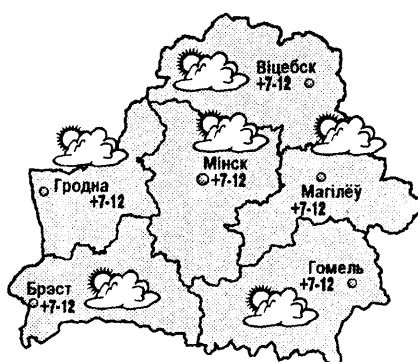 Віцебск
+7-12
Мінск
+7-12
Гродна
+7-12
Магілёў
+7-12
Гомель
+7-12
Брэст
+7-12